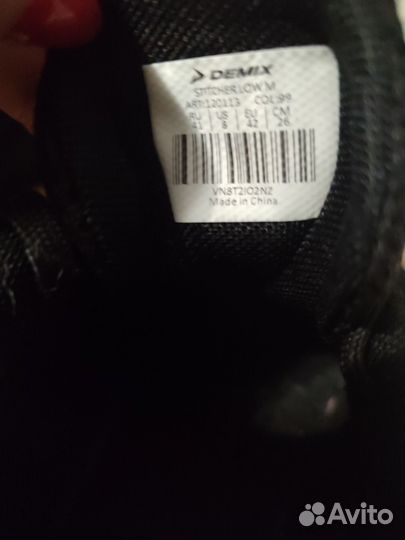 DEMIX
STITCHER LOW M
ART:120113 COL:99
RU US EU CM
41 8 42 26
VN8T2IO2NZ
Made in China
Avito